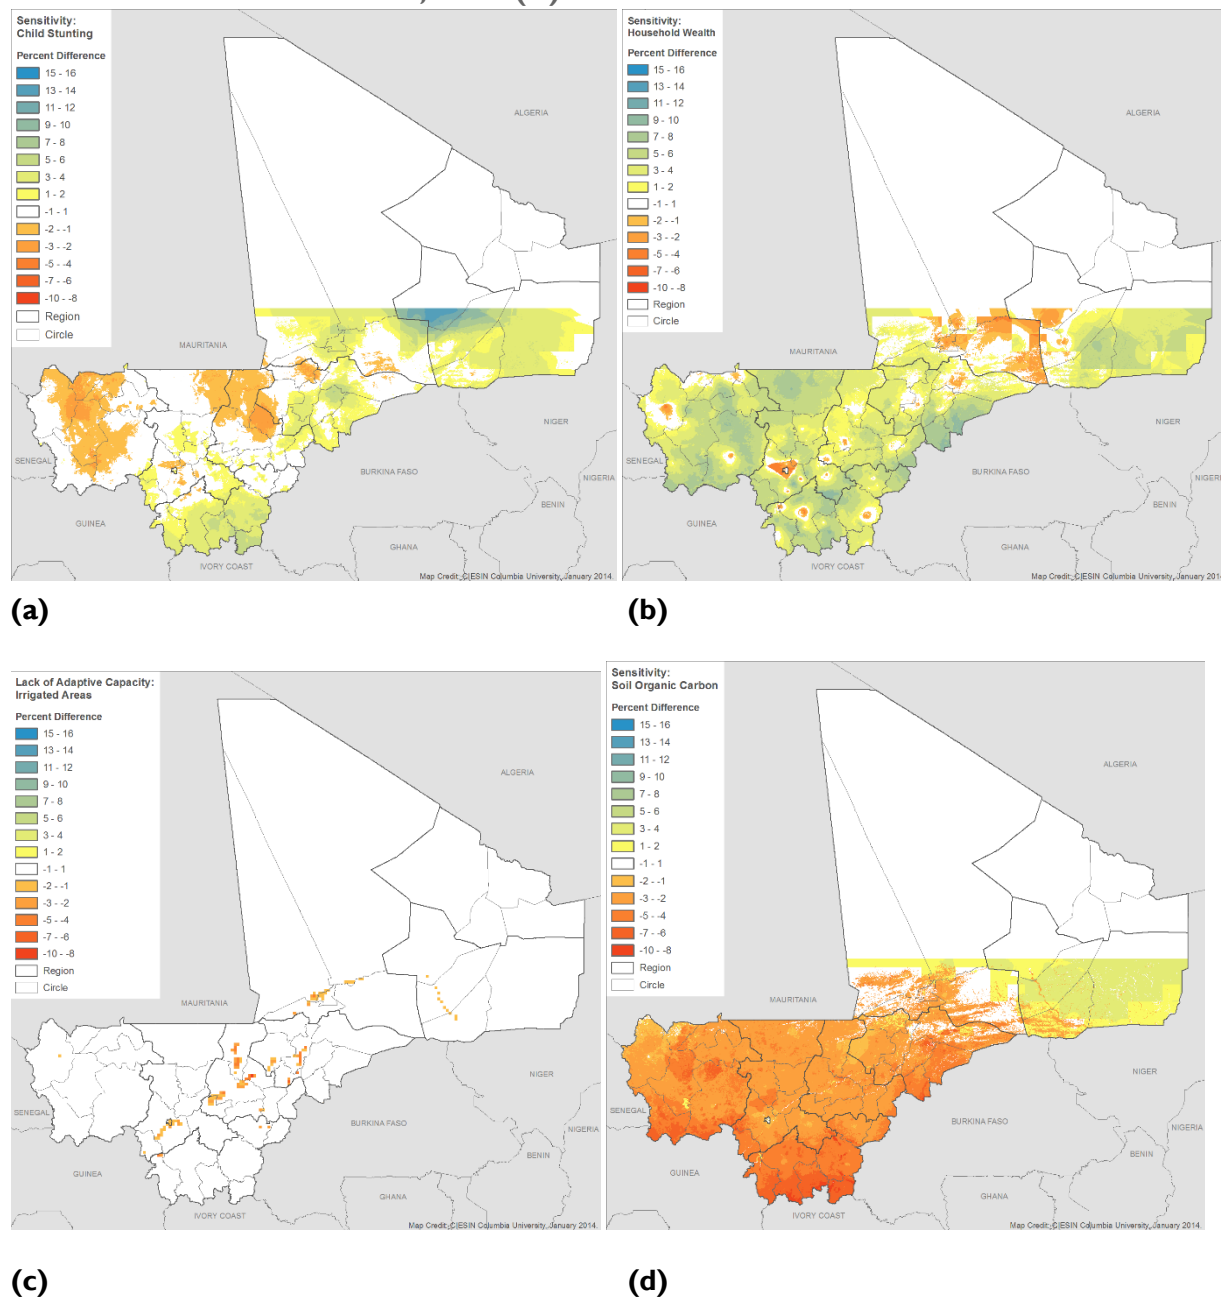 Sensitivity:
Child Stunting
Percent Difference
15 - 16
13 - 14
11 - 12
9 - 10
7 - 8
5 - 6
3 - 4
1 - 2
-1 - 1
-2 - -1
-3 - -2
-5 - -4
-7 - -6
-10 - -8
Region
Circle
ALGERIA
MAURITANIA
NIGER
SENEGAL
BURKINA FASO
NIGERIA
BENIN
GUINEA
GHANA
IVORY COAST
Map Credit: CIESIN Columbia University, January 2014.
(a)
Sensitivity:
Household Wealth
Percent Difference
15 - 16
13 - 14
11 - 12
9 - 10
7 - 8
5 - 6
3 - 4
1 - 2
-1 - 1
-2 - -1
-3 - -2
-5 - -4
-7 - -6
-10 - -8
Region
Circle
ALGERIA
MAURITANIA
NIGER
SENEGAL
BURKINA FASO
NIGERIA
BENIN
GUINEA
GHANA
IVORY COAST
Map Credit: CIESIN Columbia University, January 2014
(b)
Lack of Adaptive Capacity:
Irrigated Areas
Percent Difference
15 - 16
13 - 14
11 - 12
9 - 10
7 - 8
5 - 6
3 - 4
1 - 2
-1 - 1
-2 - -1
-3 - -2
-5 - -4
-7 - -6
-10 - -8
Region
Circle
ALGERIA
MAURITANIA
NIGER
SENEGAL
BURKINA FASO
NIGERIA
BENIN
GUINEA
GHANA
IVORY COAST
Map Credit: CIESIN Columbia University, January 2014.
(c)
Sensitivity:
Soil Organic Carbon
Percent Difference
15 - 16
13 - 14
11 - 12
9 - 10
7 - 8
5 - 6
3 - 4
1 - 2
-1 - 1
-2 - -1
-3 - -2
-5 - -4
-7 - -6
-10 - -8
Region
Circle
ALGERIA
MAURITANIA
NIGER
SENEGAL
BURKINA FASO
NIGERIA
BENIN
GUINEA
GHANA
IVORY COAST
Map Credit: CIESIN Columbia University, January 2014.
(d)